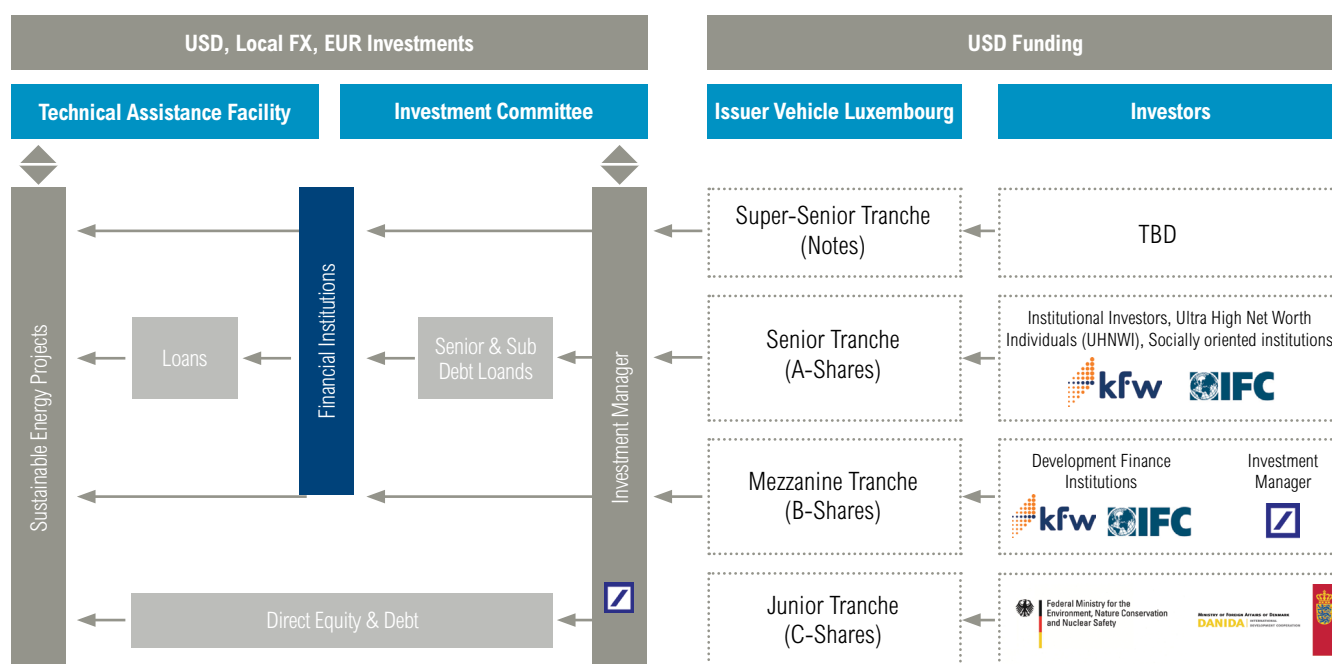 USD, Local FX, EUR Investments
USD Funding
Technical Assistance Facility
Investment Committee
Issuer Vehicle Luxembourg
Investors
Sustainable Energy Projects
Loans
Financial Institutions
Senior & Sub
Debt Loands
Investment Manager
Direct Equity & Debt
Super-Senior Tranche
(Notes)
TBD
Senior Tranche
(A-Shares)
Institutional Investors, Ultra High Net Worth
Individuals (UHNWI), Socially oriented institutions
kfw
IFC
Mezzanine Tranche
(B-Shares)
Development Finance
Institutions
kfw
IFC
Investment
Manager
Junior Tranche
(C-Shares)
Federal Ministry for the
Environment, Nature Conservation
and Nuclear Safety
MINISTRY OF FOREIGN AFFAIRS OF DENMARK
DANIDA
INTERNATIONAL
DEVELOPMENT COOPERATION